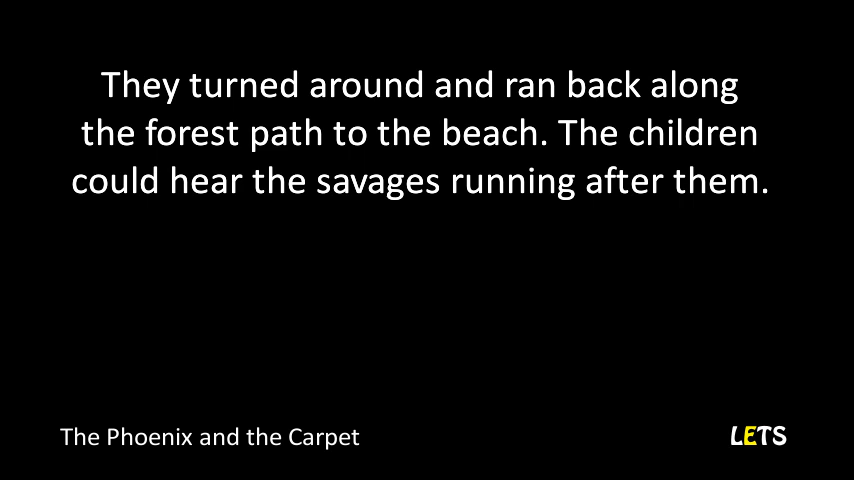 They turned around and ran back along
the forest path to the beach. The children
could hear the savages running after them.
The Phoenix and the Carpet
LETS